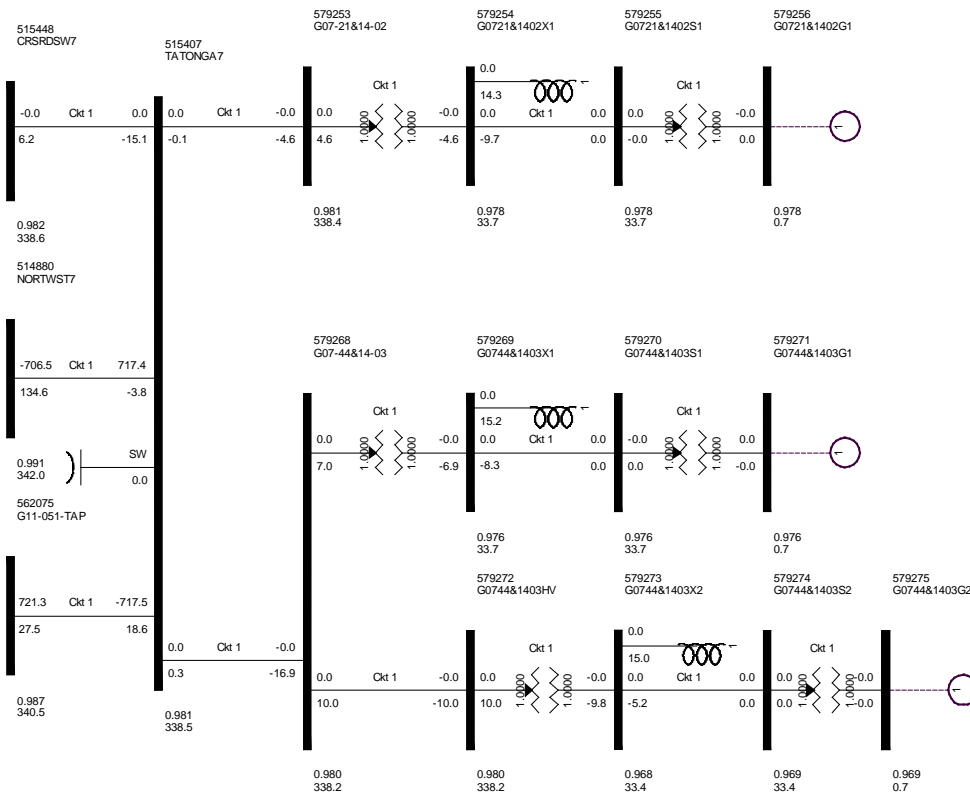 515448
CRSRDSW7
515407
TATONGA7
579253
G07-21&14-02
579254
G0721&1402X1
579255
G0721&1402S1
579256
G0721&1402G1
0.0
14.3
1
-0.0 Ckt 1 0.0
6.2 -15.1
0.0 Ckt 1 -0.0
-0.1 -4.6
0.0 Ckt 1 -0.0
4.6 1.0000 1.0000 -4.6
0.0 Ckt 1 0.0
-9.7 0.0
-0.0 Ckt 1 -0.0
-0.0 1.0000 1.0000 0.0
1
0.982
338.6
0.981
338.4
0.978
33.7
0.978
33.7
0.978
0.7
514880
NORTWST7
579268
G07-44&14-03
579269
G0744&1403X1
579270
G0744&1403S1
579271
G0744&1403G1
-706.5 Ckt 1 717.4
134.6 -3.8
0.0
15.2
1
0.0 Ckt 1 -0.0
7.0 1.0000 1.0000 -6.9
0.0 Ckt 1 0.0
-8.3 0.0
-0.0 Ckt 1 -0.0
0.0 1.0000 1.0000 -0.0
1
0.991
342.0
SW
0.0
0.976
33.7
0.976
33.7
0.976
0.7
562075
G11-051-TAP
579272
G0744&1403HV
579273
G0744&1403X2
579274
G0744&1403S2
579275
G0744&1403G2
721.3 Ckt 1 -717.5
27.5 18.6
0.0 Ckt 1 -0.0
0.3 -16.9
0.0
15.0
1
0.0 Ckt 1 -0.0
10.0 -10.0
0.0 Ckt 1 -0.0
10.0 1.0000 1.0000 -9.8
0.0 Ckt 1 0.0
-5.2 0.0
0.0 Ckt 1 -0.0
0.0 1.0000 1.0000 -0.0
1
0.987
340.5
0.981
338.5
0.980
338.2
0.980
338.2
0.968
33.4
0.969
33.4
0.969
0.7